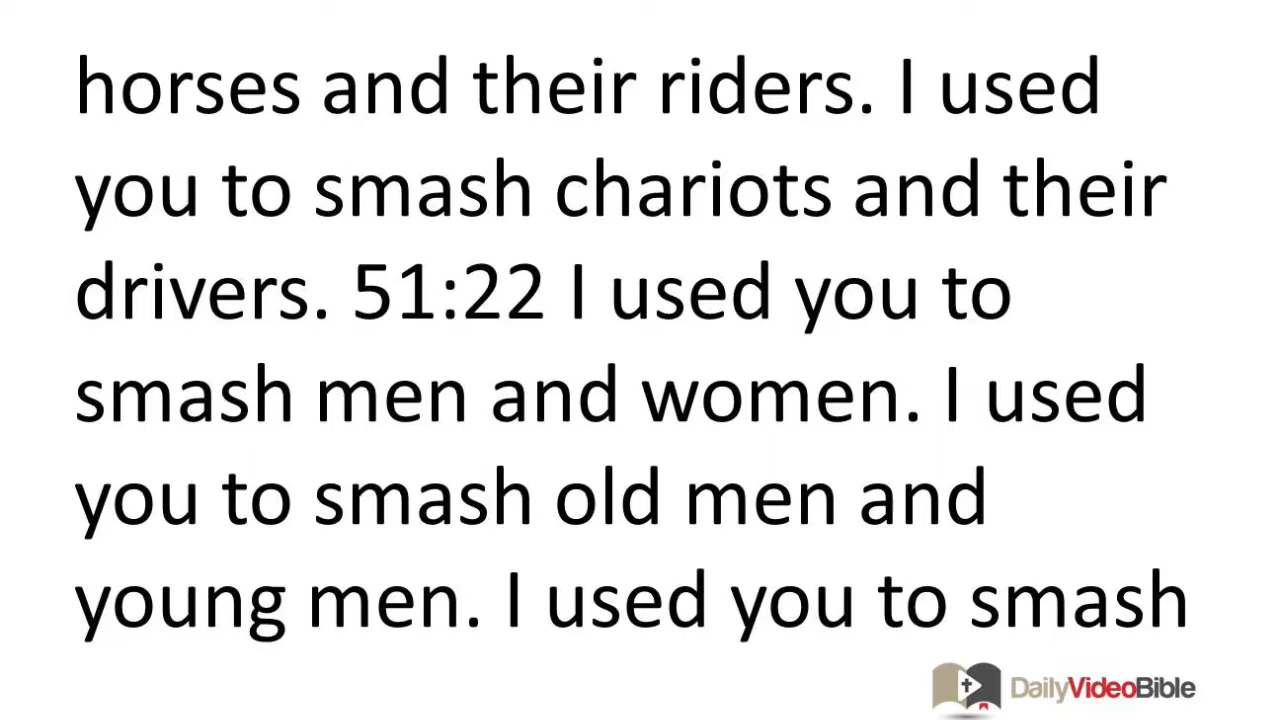 horses and their riders. I used
you to smash chariots and their
drivers. 51:22 I used you to
smash men and women. I used
you to smash old men and
young men. I used you to smash
DailyVideoBible